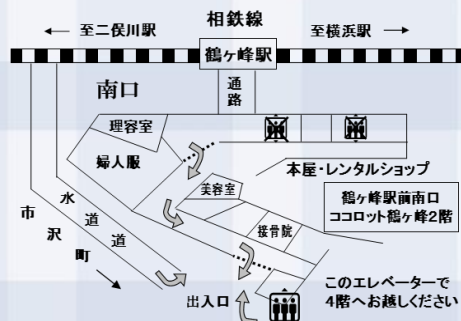 相鉄線
至二俣川駅
至横浜駅
鶴ヶ峰駅
通路
南口
理容室
婦人服
本屋・レンタルショップ
美容室
鶴ヶ峰駅前南口
ココロット鶴ヶ峰2階
接骨院
水道道
市沢町
出入口
このエレベーターで
4階へお越しください